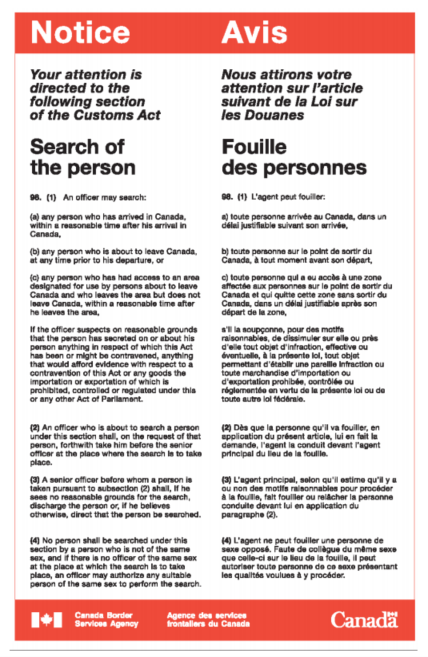 Notice
Your attention is
directed to the
following section
of the Customs Act
Search of
the person
98. (1) An officer may search:
(a) any person who has arrived in Canada,
within a reasonable time after his arrival in
Canada,
(b) any person who is about to leave Canada,
at any time prior to his departure, or
(c) any person who has had access to an area
designated for use by persons about to leave
Canada and who leaves the area but does not
leave Canada, within a reasonable time after
he leaves the area,
If the officer suspects on reasonable grounds
that the person has secreted on or about his
person anything in respect of which this Act
has been or might be contravened, anything
that would afford evidence with respect to a
contravention of this Act or any goods the
importation or exportation of which is
prohibited, controlled or regulated under this
or any other Act of Parliament.
(2) An officer who is about to search a person
under this section shall, on the request of that
person, forthwith take him before the senior
officer at the place where the search is to take
place.
(3) A senior officer before whom a person is
taken pursuant to subsection (2) shall, if he
sees no reasonable grounds for the search,
discharge the person or, if he believes
otherwise, direct that the person be searched.
(4) No person shall be searched under this
section by a person who is not of the same
sex, and if there is no officer of the same sex
at the place at which the search is to take
place, an officer may authorize any suitable
person of the same sex to perform the search.
Avis
Nous attirons votre
attention sur l'article
suivant de la Loi sur
les Douanes
Fouille
des personnes
98. (1) L'agent peut fouiller:
a) toute personne arrivée au Canada, dans un
délai justifiable suivant son arrivée,
b) toute personne sur le point de sortir du
Canada, à tout moment avant son départ,
c) toute personne qui a eu accès à une zone
affectée aux personnes sur le point de sortir du
Canada et qui quitte cette zone sans sortir du
Canada, dans un délai justifiable après son
départ de la zone,
s'il la soupçonne, pour des motifs
raisonnables, de dissimuler sur elle ou près
d'elle tout objet d'infraction, effective ou
éventuelle, à la présente loi, tout objet
permettant d'établir une pareille infraction ou
toute marchandise d'importation ou
d'exportation prohibée, contrôlée ou
réglementée en vertu de la présente loi ou de
toute autre loi fédérale.
(2) Dès que la personne qu'il va fouiller, en
application du présent article, lui en fait la
demande, l'agent la conduit devant l'agent
principal du lieu de la fouille.
(3) L'agent principal, selon qu'il estime qu'il y a
ou non des motifs raisonnables pour procéder
à la fouille, fait fouiller ou relâcher la personne
conduite devant lui en application du
paragraphe (2).
(4) L'agent ne peut fouiller une personne de
sexe opposé. Faute de collègue du même sexe
que celle-ci sur le lieu de la fouille, il peut
autoriser toute personne de ce sexe présentant
les qualités voulues à y procéder.
Canada Border
Services Agency
Agence des services
frontaliers du Canada
Canada